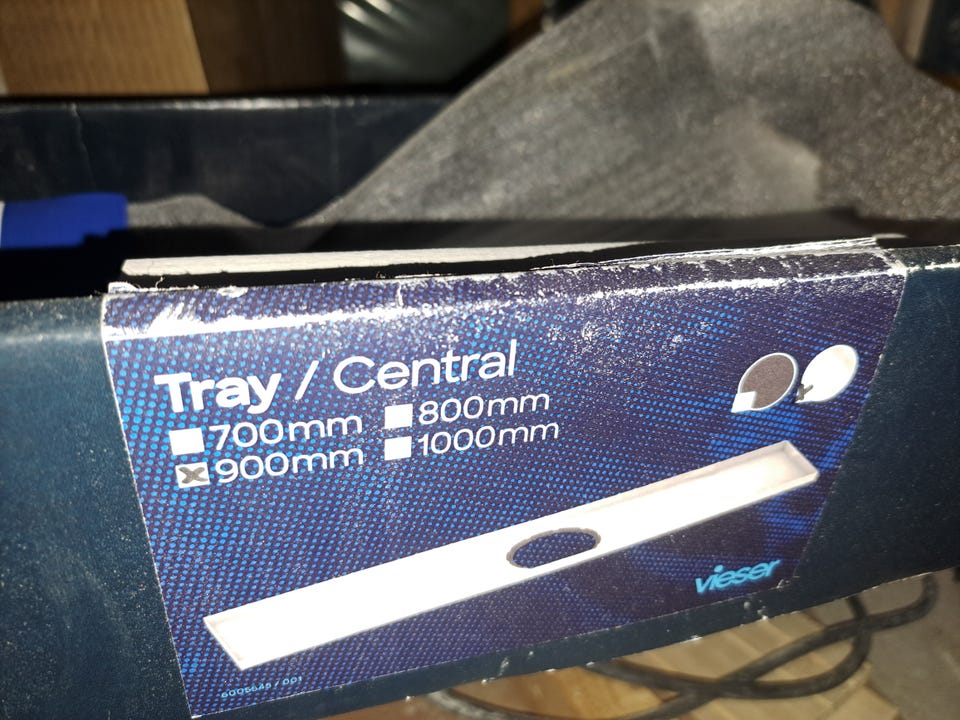 Tray / Central
700mm 800mm
900mm 1000mm
vieser